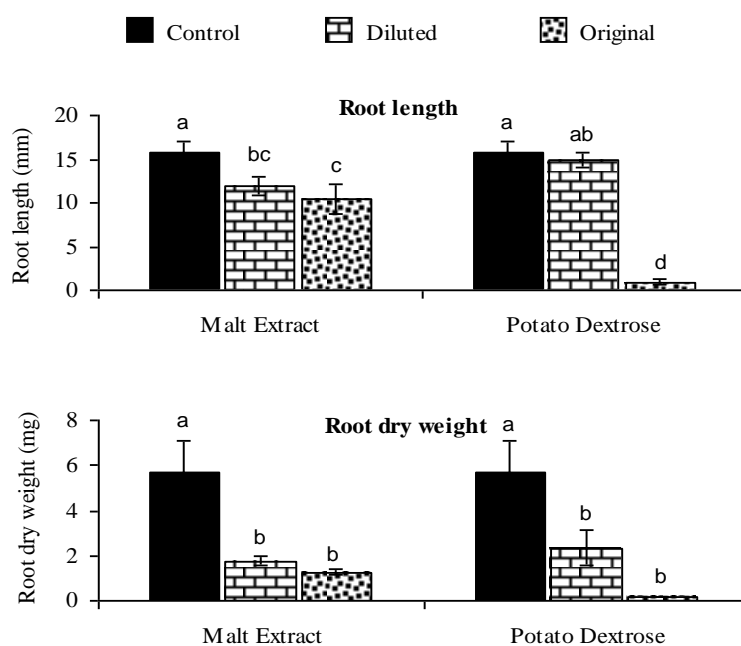 Control Diluted Original
Root length
Root length (mm)
20
15
10
5
0
a
bc
c
a
ab
d
Malt Extract Potato Dextrose
Root dry weight
Root dry weight (mg)
8
6
4
2
0
a
b
b
a
b
b
Malt Extract Potato Dextrose